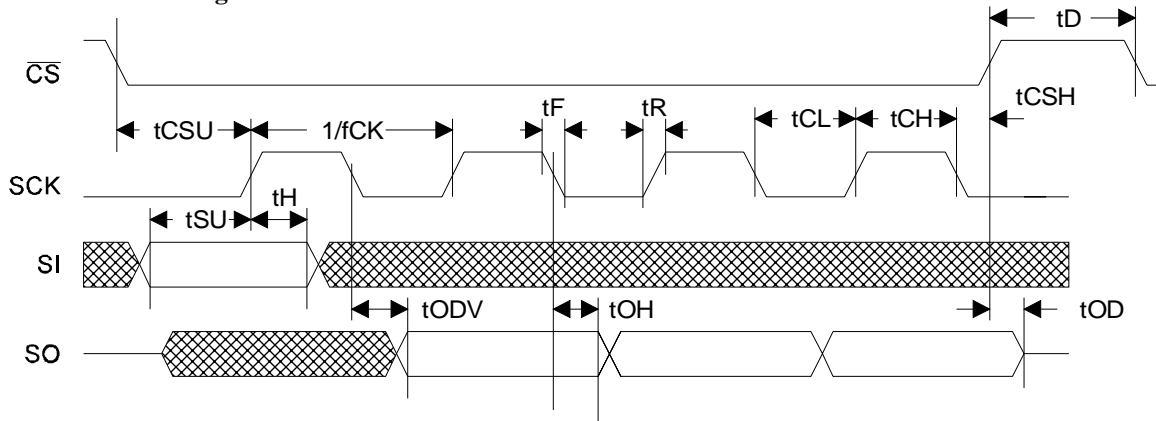 tD
CS
tF tR tCSH
tCSU 1/fCK tCL tCH
SCK
tSU tH
SI
tODV tOH tOD
SO